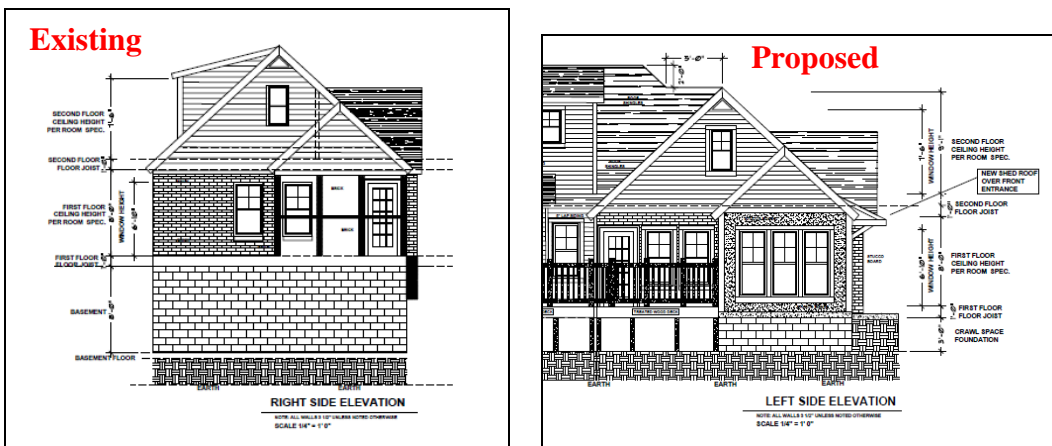 Existing
SECOND FLOOR
CEILING HEIGHT
PER ROOM SPEC.
SECOND FLOOR
FLOOR JOIST
FIRST FLOOR
CEILING HEIGHT
PER ROOM SPEC.
WINDOW HEIGHT
FIRST FLOOR
FLOOR JOIST
BASEMENT
BASEMENT FLOOR
BRICK
BRICK
EARTH
EARTH
RIGHT SIDE ELEVATION
NOTE: ALL WALLS 5 1/2" UNLESS NOTED OTHERWISE
SCALE 1/4" = 1' 0"
Proposed
ROOF
SHINGLES
WINDOW HEIGHT
SECOND FLOOR
CEILING HEIGHT
PER ROOM SPEC.
NEW SHED ROOF
OVER FRONT
ENTRANCE
SECOND FLOOR
FLOOR JOIST
WINDOW HEIGHT
FIRST FLOOR
CEILING HEIGHT
PER ROOM SPEC.
STUCCO
BOARD
FIRST FLOOR
FLOOR JOIST
CRAWL SPACE
FOUNDATION
TREATED WOOD DECK
EARTH
EARTH
EARTH
LEFT SIDE ELEVATION
NOTE: ALL WALLS 5 1/2" UNLESS NOTED OTHERWISE
SCALE 1/4" = 1' 0"